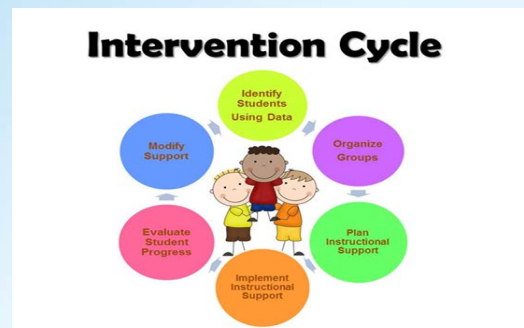 Intervention Cycle
Identify
Students
Using Data
Organize
Groups
Plan
Instructional
Support
Implement
Instructional
Support
Evaluate
Student
Progress
Modify
Support